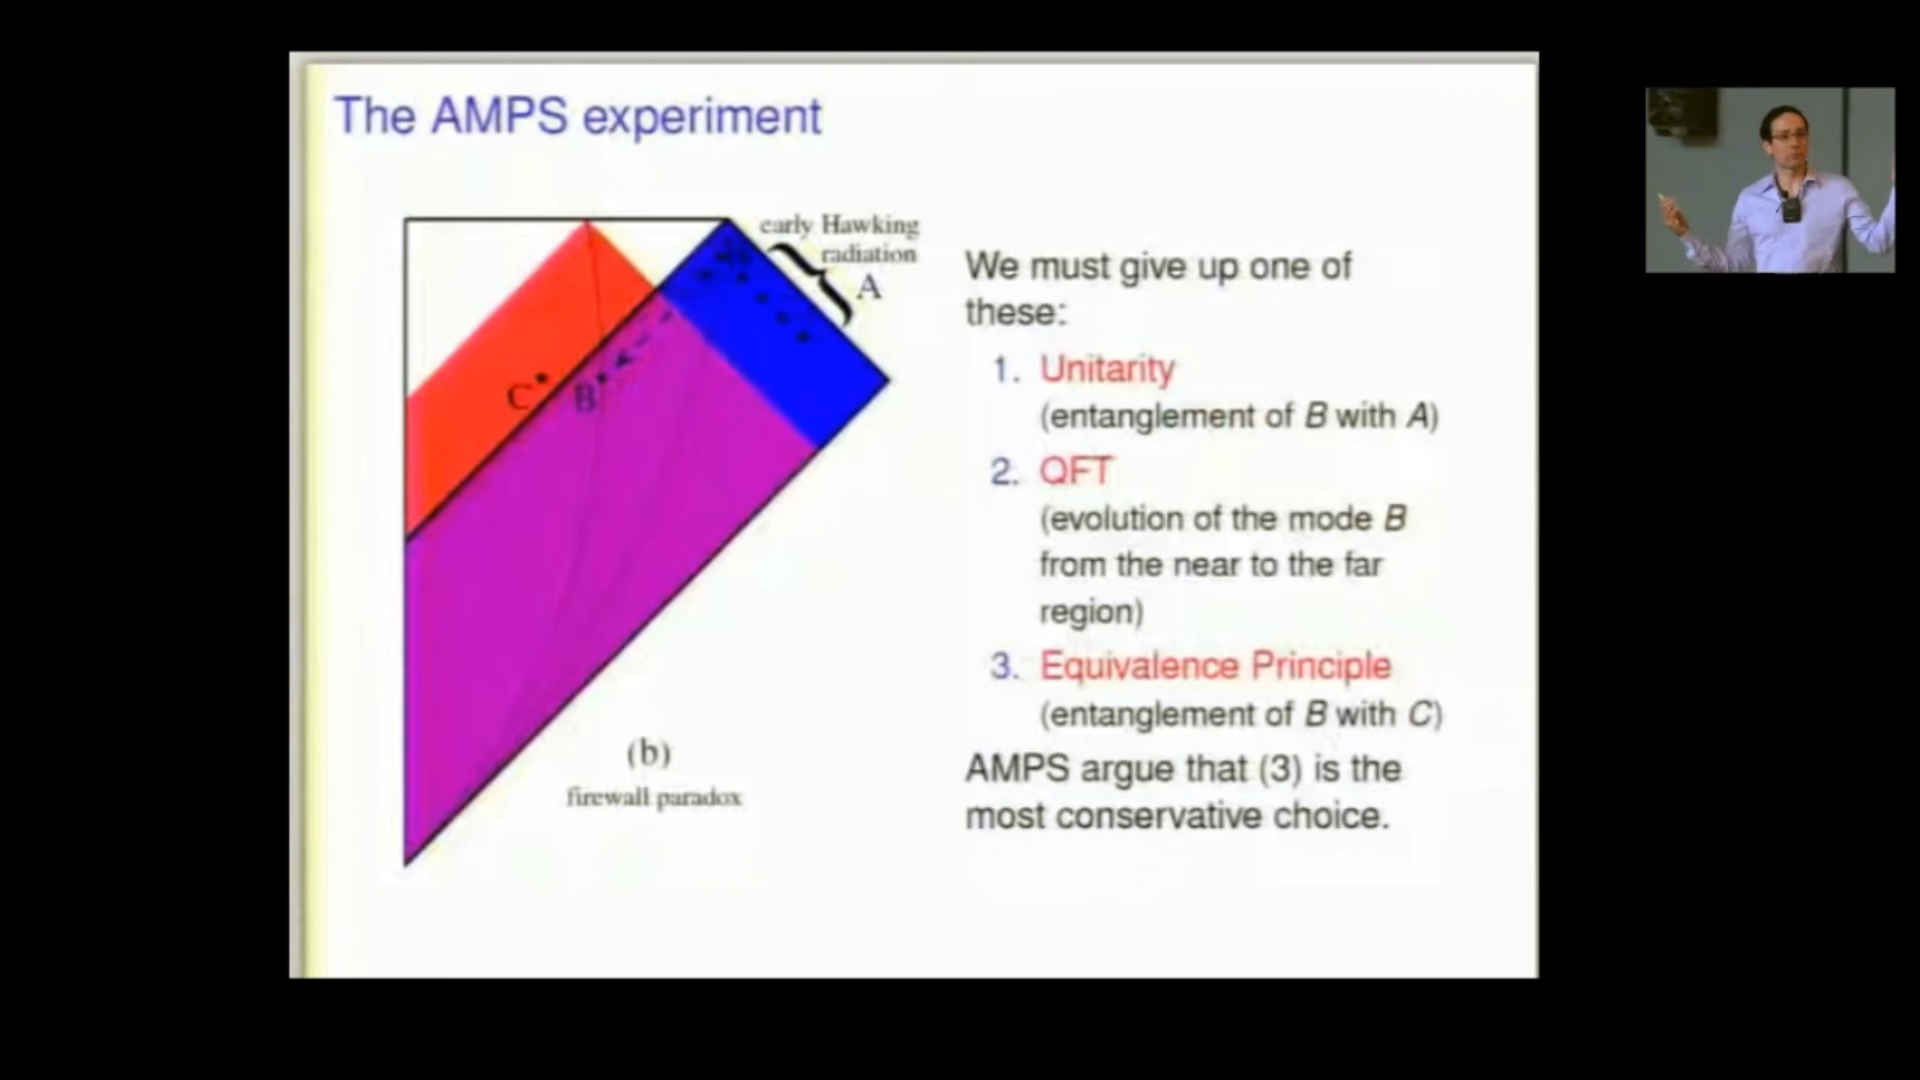 The AMPS experiment
early Hawking
radiation
A
C
B
(b)
firewall paradox
We must give up one of
these:
1. Unitarity
(entanglement of B with A)
2. QFT
(evolution of the mode B
from the near to the far
region)
3. Equivalence Principle
(entanglement of B with C)
AMPS argue that (3) is the
most conservative choice.